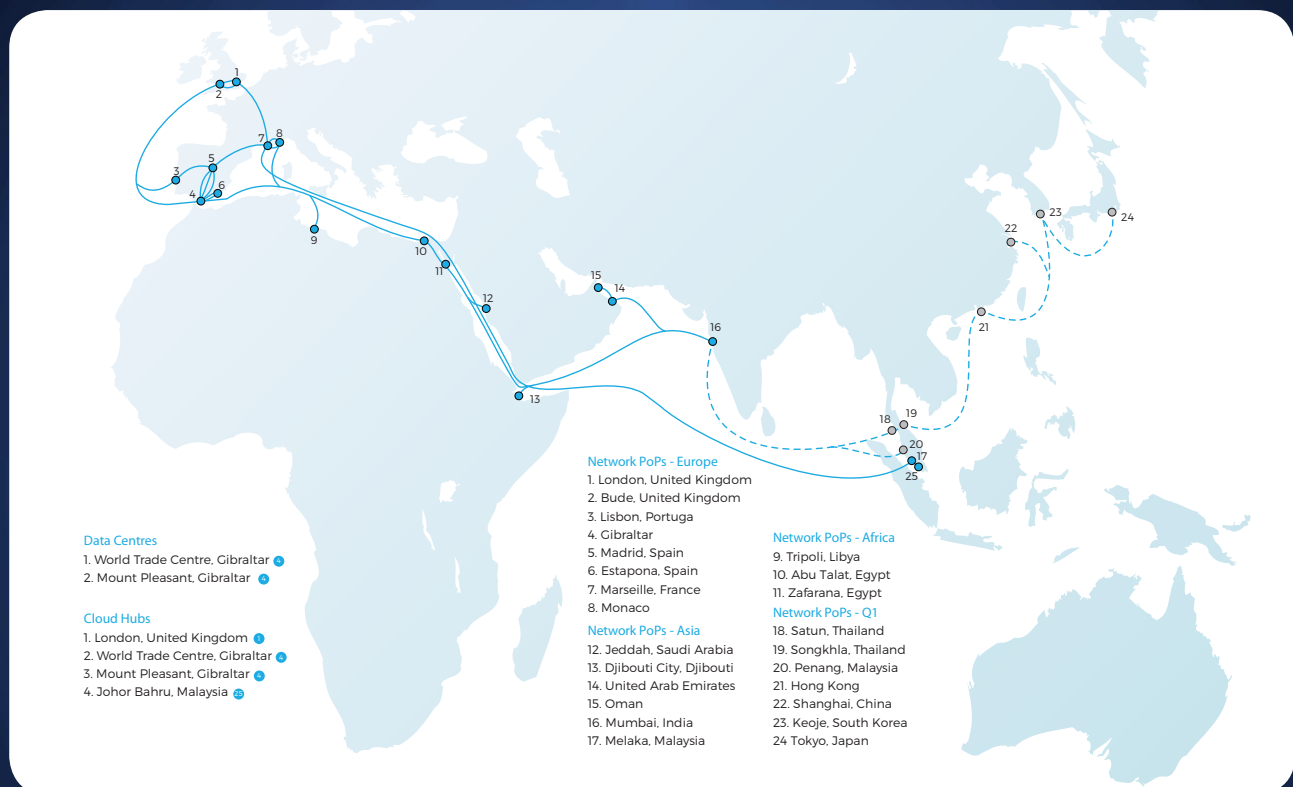 1
2
7
8
5
3
6
4
9
10
11
12
13
15
14
16
22
23
24
21
18
19
20
17
25
Data Centres
1. World Trade Centre, Gibraltar 4
2. Mount Pleasant, Gibraltar 4
Cloud Hubs
1. London, United Kingdom 1
2. World Trade Centre, Gibraltar 4
3. Mount Pleasant, Gibraltar 4
4. Johor Bahru, Malaysia 25
Network PoPs - Europe
1. London, United Kingdom
2. Bude, United Kingdom
3. Lisbon, Portuga
4. Gibraltar
5. Madrid, Spain
6. Estapona, Spain
7. Marseille, France
8. Monaco
Network PoPs - Asia
12. Jeddah, Saudi Arabia
13. Djibouti City, Djibouti
14. United Arab Emirates
15. Oman
16. Mumbai, India
17. Melaka, Malaysia
Network PoPs - Africa
9. Tripoli, Libya
10. Abu Talat, Egypt
11. Zafarana, Egypt
Network PoPs - Q1
18. Satun, Thailand
19. Songkhla, Thailand
20. Penang, Malaysia
21. Hong Kong
22. Shanghai, China
23. Keoje, South Korea
24 Tokyo, Japan